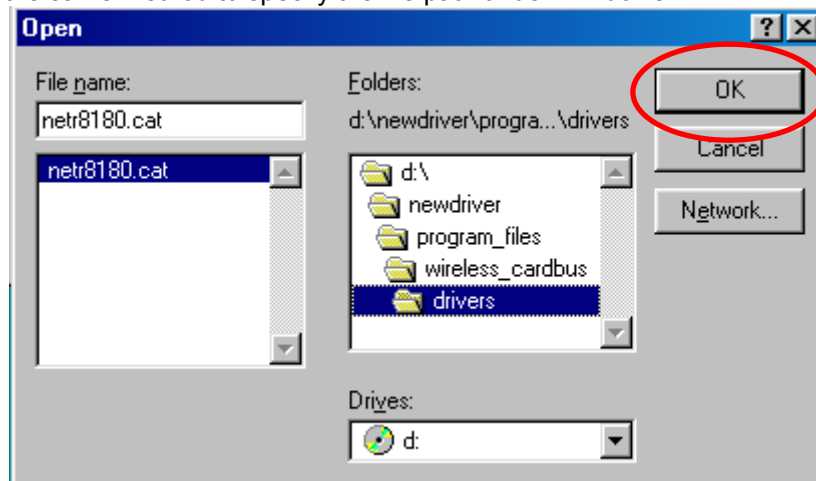 Open
File name:
netr8180.cat
netr8180.cat
Folders:
d:\newdriver\progra...\drivers
d:\
newdriver
program_files
wireless_cardbus
drivers
Drives:
d:
OK
Cancel
Network...